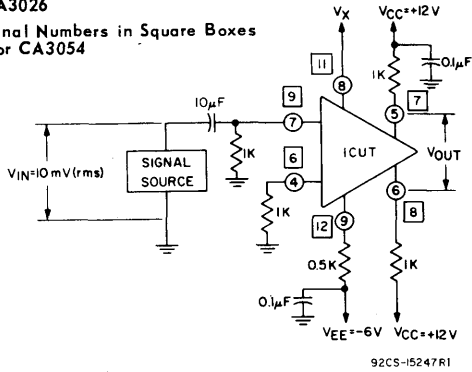 CA3026
nal Numbers in Square Boxes
or CA3054
VX
VCC=+12V
11
8
1K
0.1μF
10μF
9
7
5
7
VIN=10mV(rms)
SIGNAL
SOURCE
1K
6
4
ICUT
VOUT
6
8
1K
12
9
0.5K
1K
0.1μF
VEE=-6V
VCC=+12V
92CS-15247R1